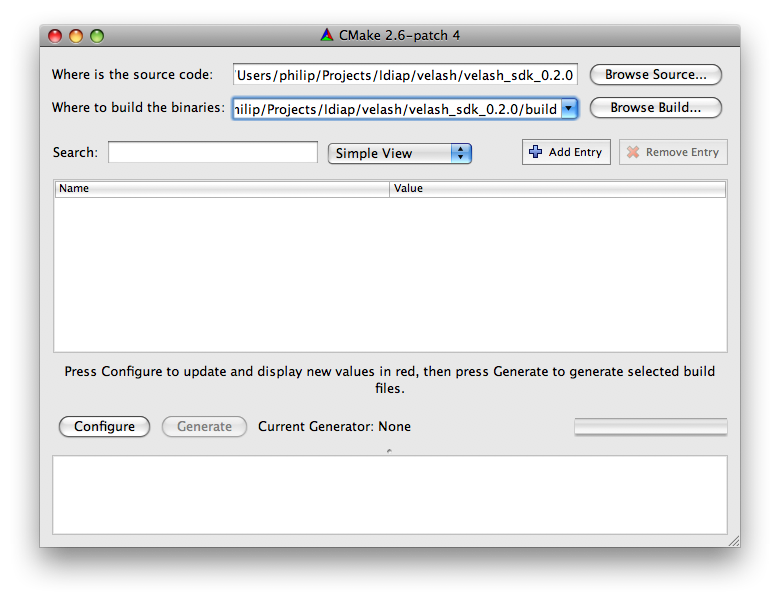 CMake 2.6-patch 4
Where is the source code: 'Users/philip/Projects/Idiap/velash/velash_sdk_0.2.0 Browse Source...
Where to build the binaries: hilip/Projects/Idiap/velash/velash_sdk_0.2.0/build Browse Build...
Search: Simple View Add Entry Remove Entry
Name Value
Press Configure to update and display new values in red, then press Generate to generate selected build
files.
Configure Generate Current Generator: None